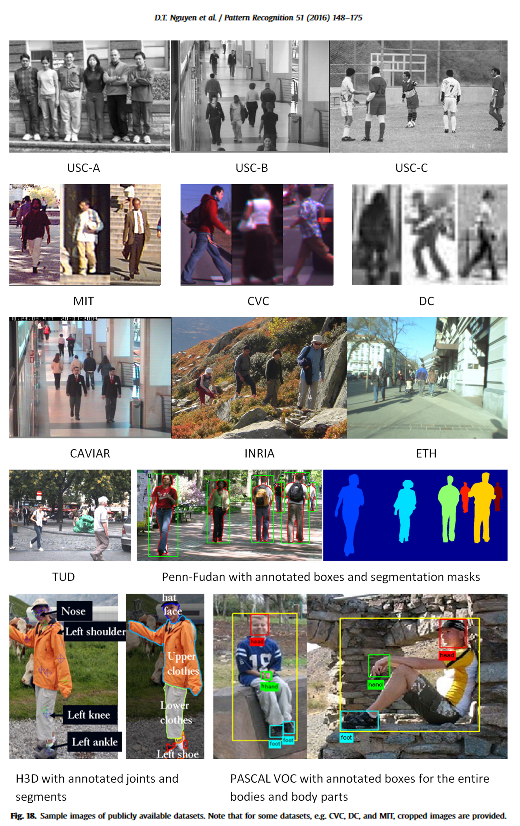 D.T. Nguyen et al. / Pattern Recognition 51 (2016) 148–175
USC-A
USC-B
USC-C
MIT
CVC
DC
CAVIAR
INRIA
ETH
TUD
Penn-Fudan with annotated boxes and segmentation masks
Nose
Left shoulder
Left knee
Left ankle
hat
face
Upper
clothes
Lower
clothes
Left shoe
head
hand
foot
foot
head
hand
foot
H3D with annotated joints and
segments
PASCAL VOC with annotated boxes for the entire
bodies and body parts
Fig. 18. Sample images of publicly available datasets. Note that for some datasets, e.g. CVC, DC, and MIT, cropped images are provided.